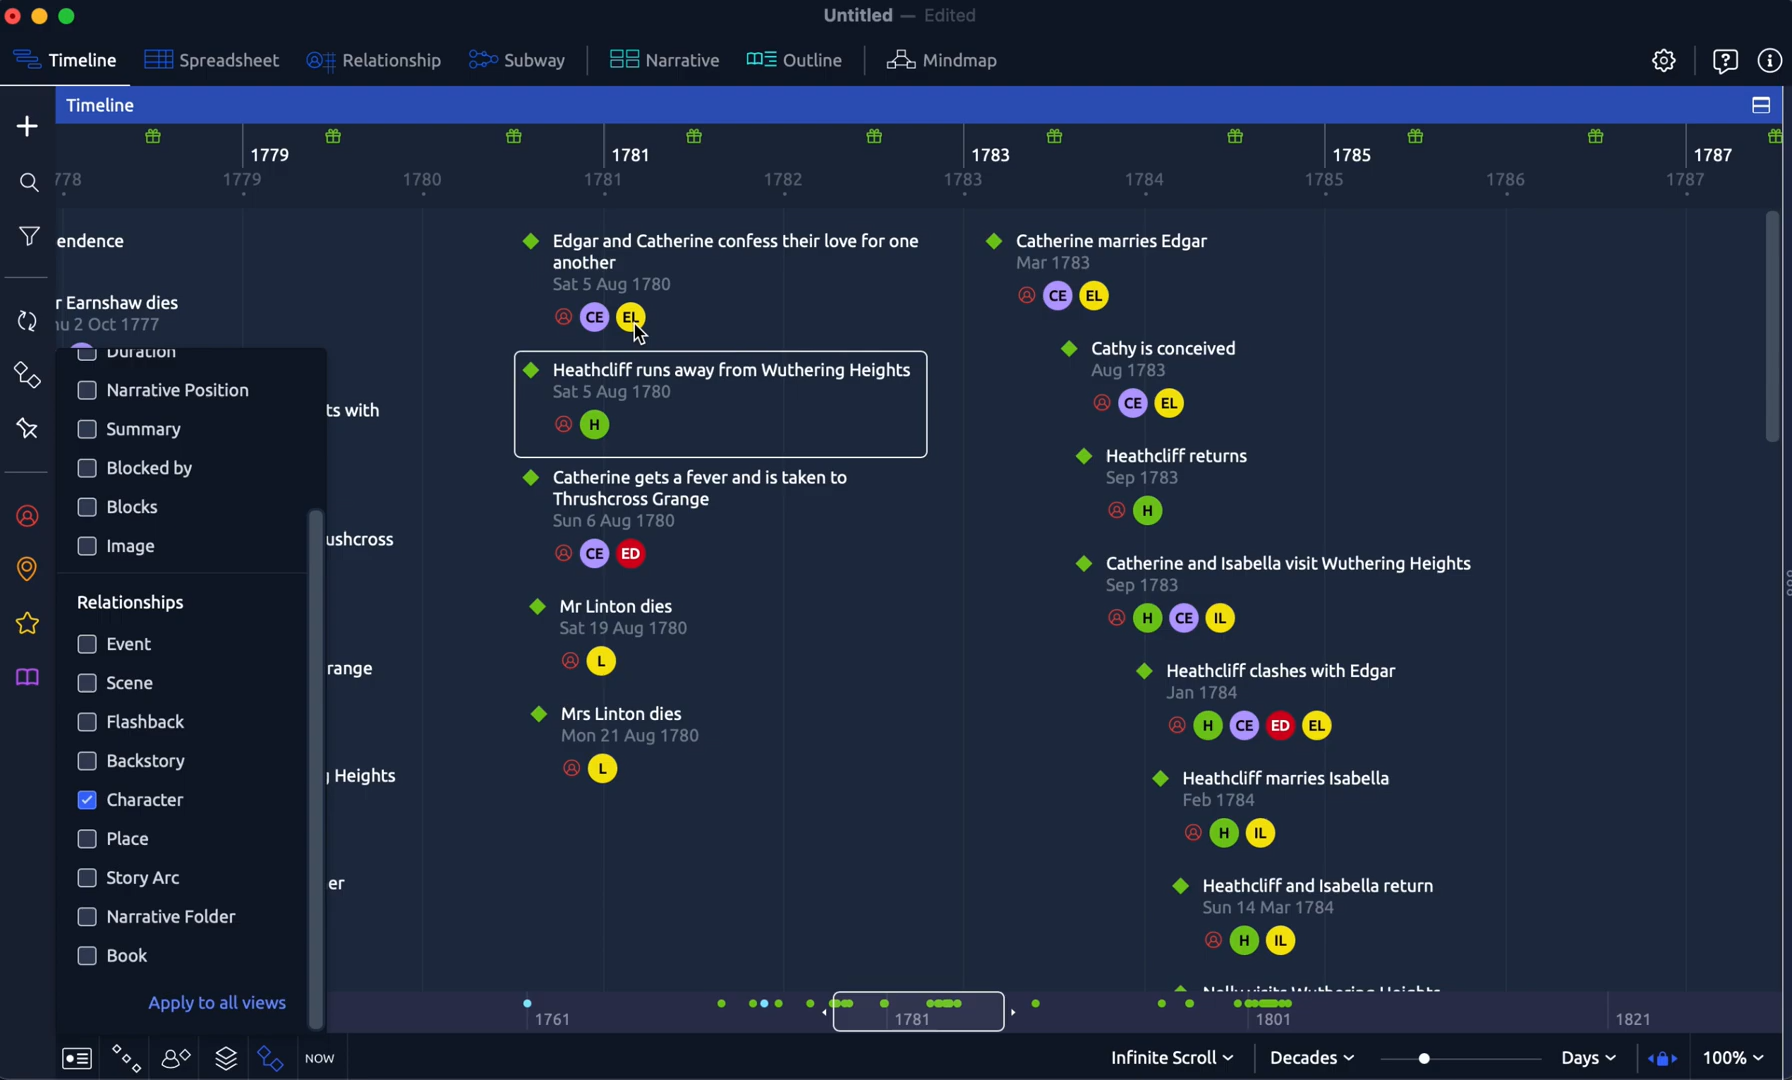 Untitled — Edited
Timeline
Spreadsheet
Relationship
Subway
Narrative
Outline
Mindmap
Timeline
1779
1781
1783
1785
1787
778
1779
1780
1781
1782
1783
1784
1785
1786
1787
endence
r Earnshaw dies
u 2 Oct 1777
ts with
ushcross
range
g Heights
er
Edgar and Catherine confess their love for one
another
Sat 5 Aug 1780
CE EL
Heathcliff runs away from Wuthering Heights
Sat 5 Aug 1780
H
Catherine gets a fever and is taken to
Thrushcross Grange
Sun 6 Aug 1780
CE ED
Mr Linton dies
Sat 19 Aug 1780
L
Mrs Linton dies
Mon 21 Aug 1780
L
Catherine marries Edgar
Mar 1783
CE EL
Cathy is conceived
Aug 1783
CE EL
Heathcliff returns
Sep 1783
H
Catherine and Isabella visit Wuthering Heights
Sep 1783
H CE IL
Heathcliff clashes with Edgar
Jan 1784
H CE ED EL
Heathcliff marries Isabella
Feb 1784
H IL
Heathcliff and Isabella return
Sun 14 Mar 1784
H IL
Nelly visits Wuthering Heights
Duration
Narrative Position
Summary
Blocked by
Blocks
Image
Relationships
Event
Scene
Flashback
Backstory
Character
Place
Story Arc
Narrative Folder
Book
Apply to all views
1761
1781
1801
1821
NOW
Infinite Scroll
Decades
Days
100%